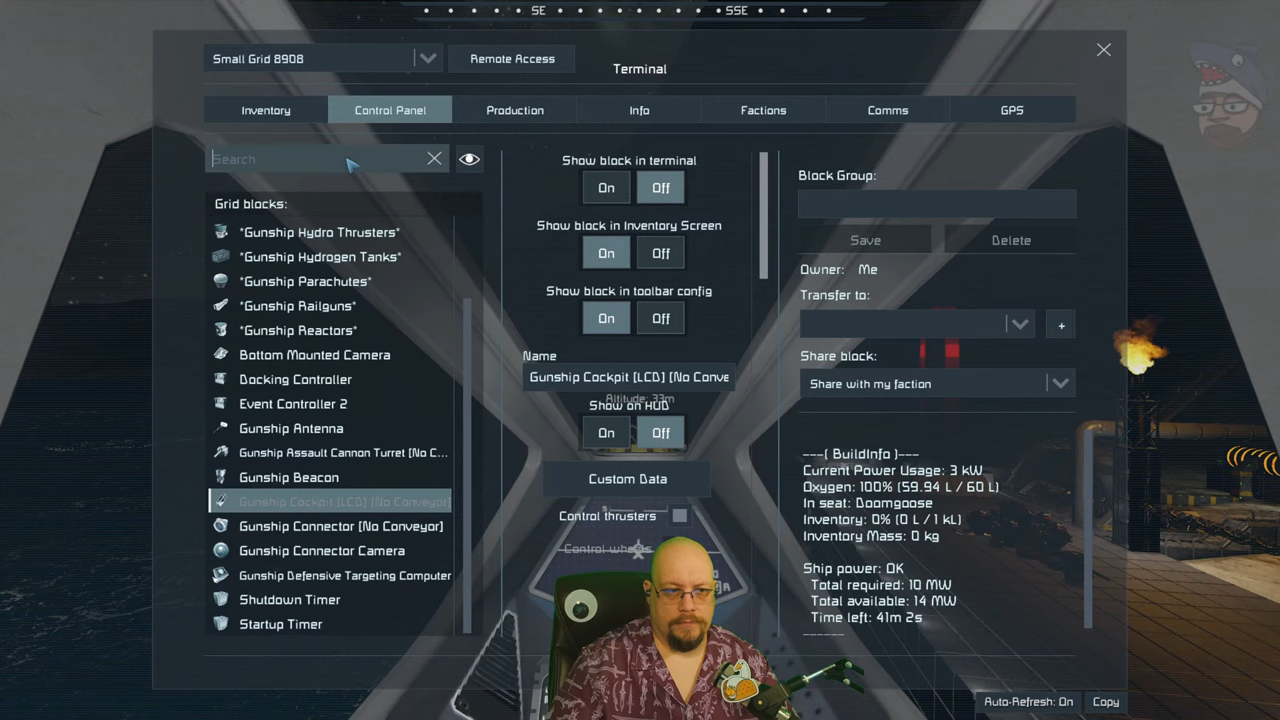 SE
SSE
Small Grid 8908
Remote Access
Terminal
Inventory
Control Panel
Production
Info
Factions
Comms
GPS
Search
Grid blocks:
*Gunship Hydro Thrusters*
*Gunship Hydrogen Tanks*
*Gunship Parachutes*
*Gunship Railguns*
*Gunship Reactors*
Bottom Mounted Camera
Docking Controller
Event Controller 2
Gunship Antenna
Gunship Assault Cannon Turret [No C...
Gunship Beacon
Gunship Cockpit [LCD] [No Conveyor]
Gunship Connector [No Conveyor]
Gunship Connector Camera
Gunship Defensive Targeting Computer
Shutdown Timer
Startup Timer
Show block in terminal
On
Off
Show block in Inventory Screen
On
Off
Show block in toolbar config
On
Off
Name
Gunship Cockpit [LCD] [No Conve
Altitude: 33m
Show on HUD
On
Off
Custom Data
Control thrusters
Control wheels
Block Group:
Save
Delete
Owner: Me
Transfer to:
+
Share block:
Share with my faction
---( BuildInfo )---
Current Power Usage: 3 kW
Oxygen: 100% (59.94 L / 60 L)
In seat: Doomgoose
Inventory: 0% (0 L / 1 kL)
Inventory Mass: 0 kg
Ship power: OK
Total required: 10 MW
Total available: 14 MW
Time left: 41m 2s
------
Auto-Refresh: On
Copy